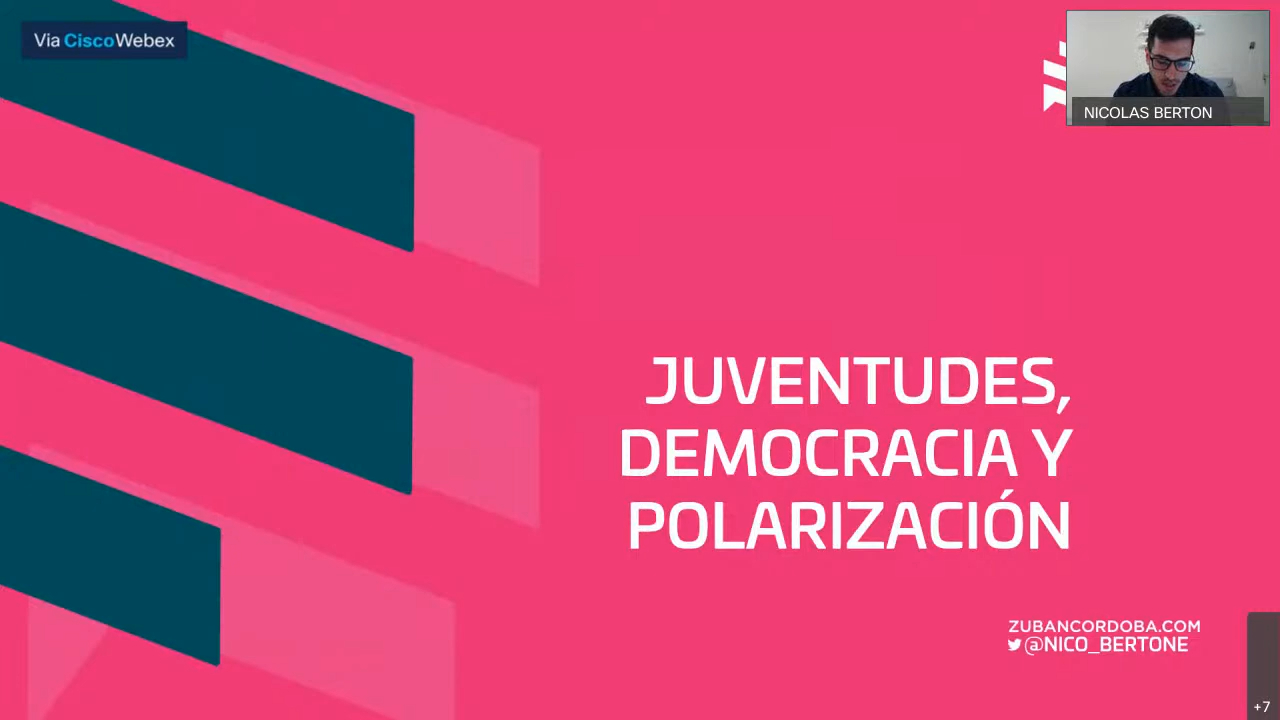 Via CiscoWebex
NICOLAS BERTON
JUVENTUDES,
DEMOCRACIA Y
POLARIZACIÓN
ZUBANCORDOBA.COM
@NICO_BERTONE
+7